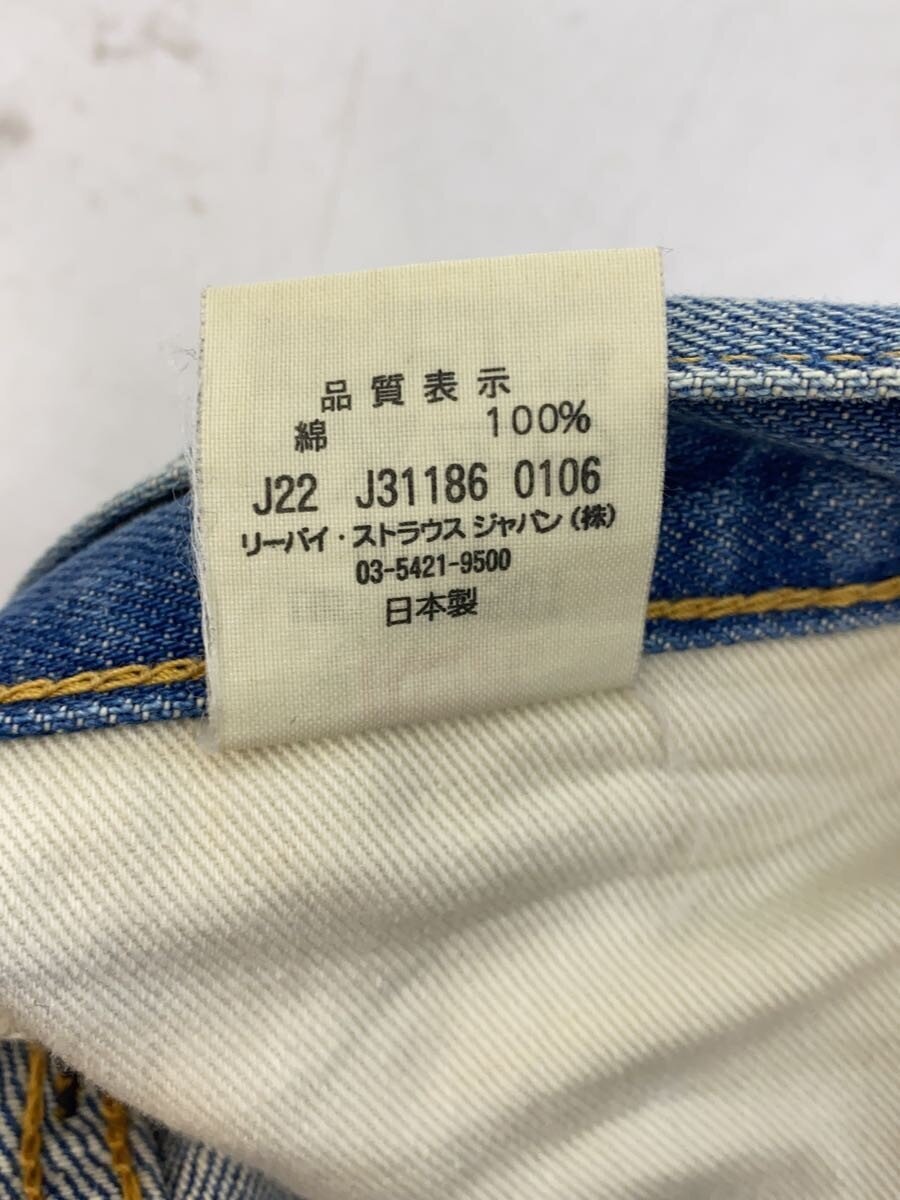 品質表示
綿 100%
J22 J31186 0106
リーバイ・ストラウス ジャパン(株)
03-5421-9500
日本製